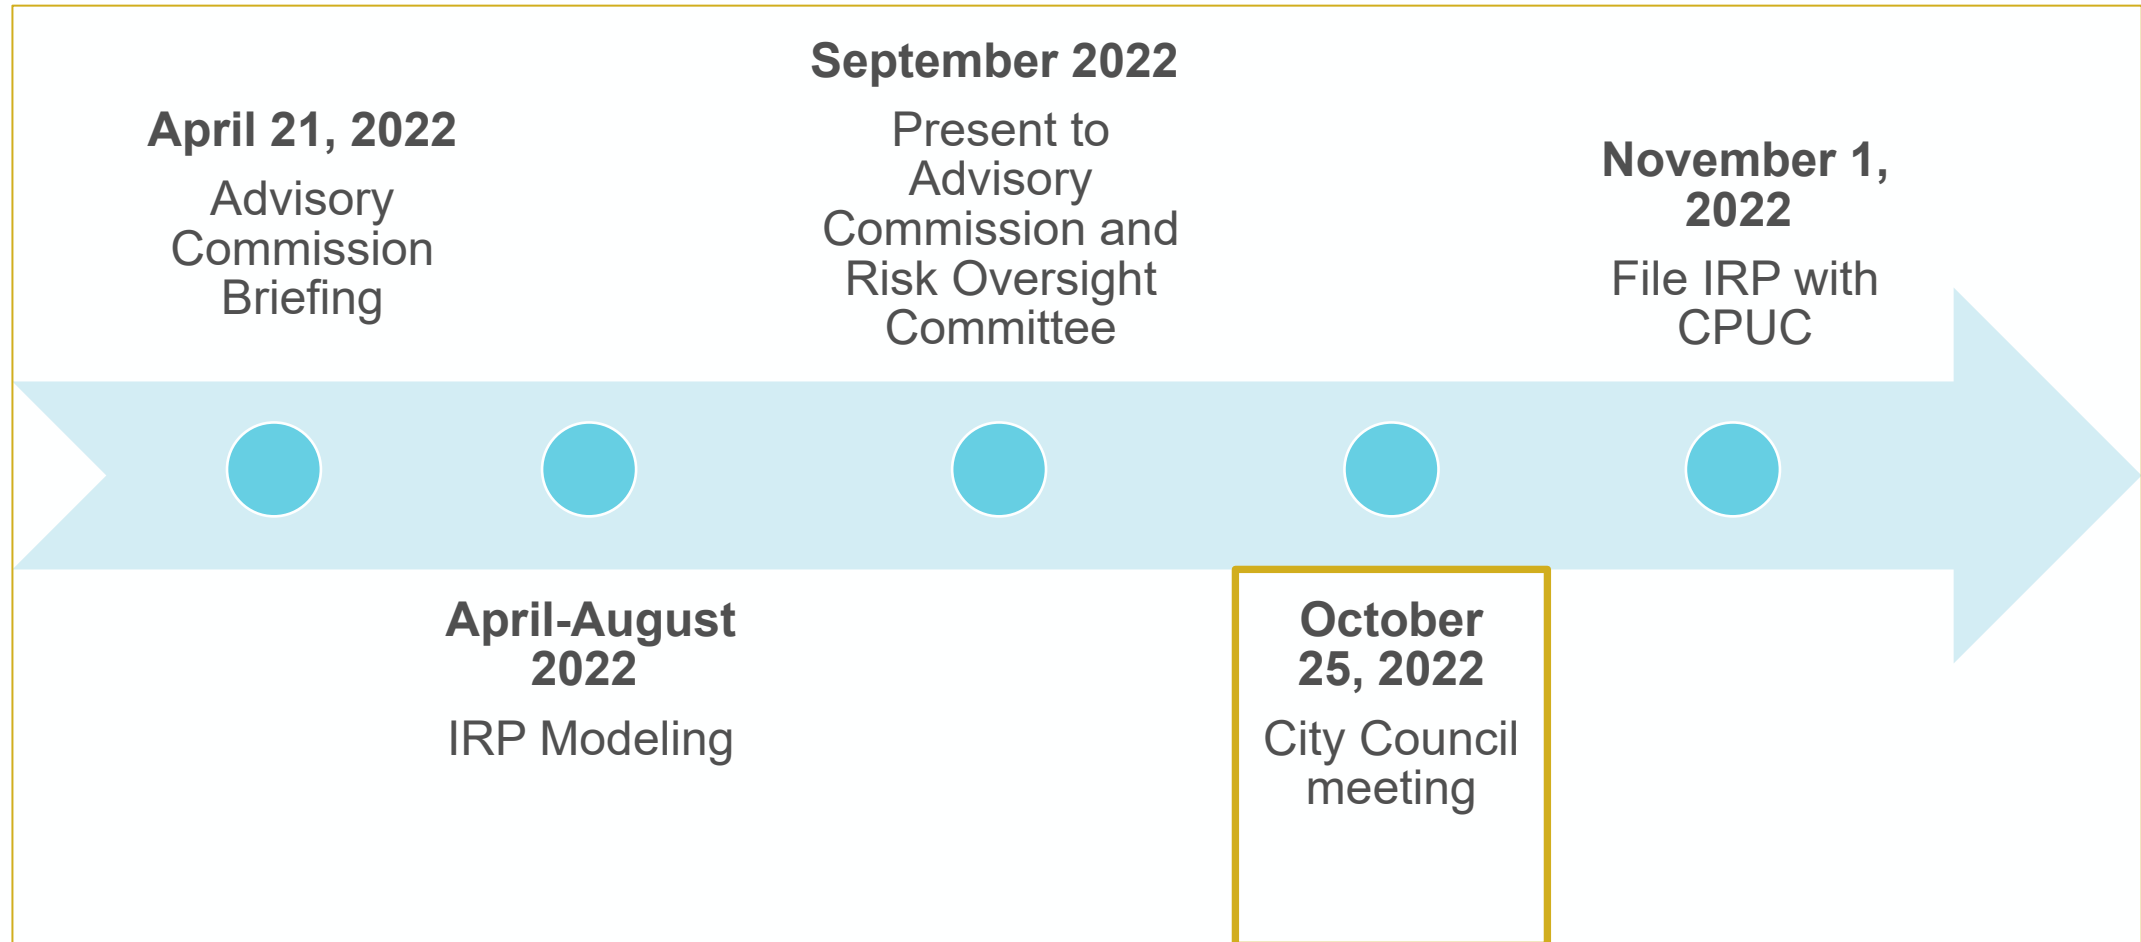 April 21, 2022
Advisory
Commission
Briefing
April-August
2022
IRP Modeling
September 2022
Present to
Advisory
Commission and
Risk Oversight
Committee
October
25, 2022
City Council
meeting
November 1,
2022
File IRP with
CPUC